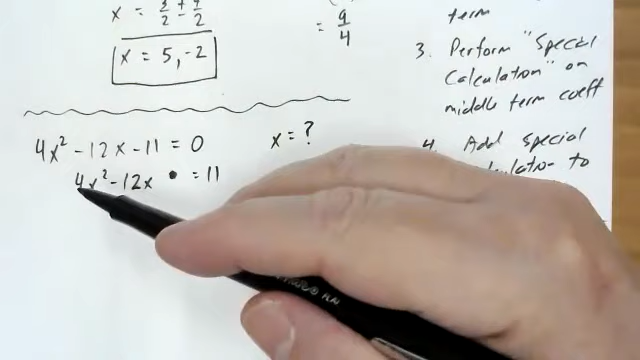 x = 3/2 ± 7/2
= 9/4
x = 5, -2
term
3. Perform "Special
Calculation" on
middle term coeff
4x² - 12x - 11 = 0
x = ?
4. Add special
to
4x² - 12x • = 11